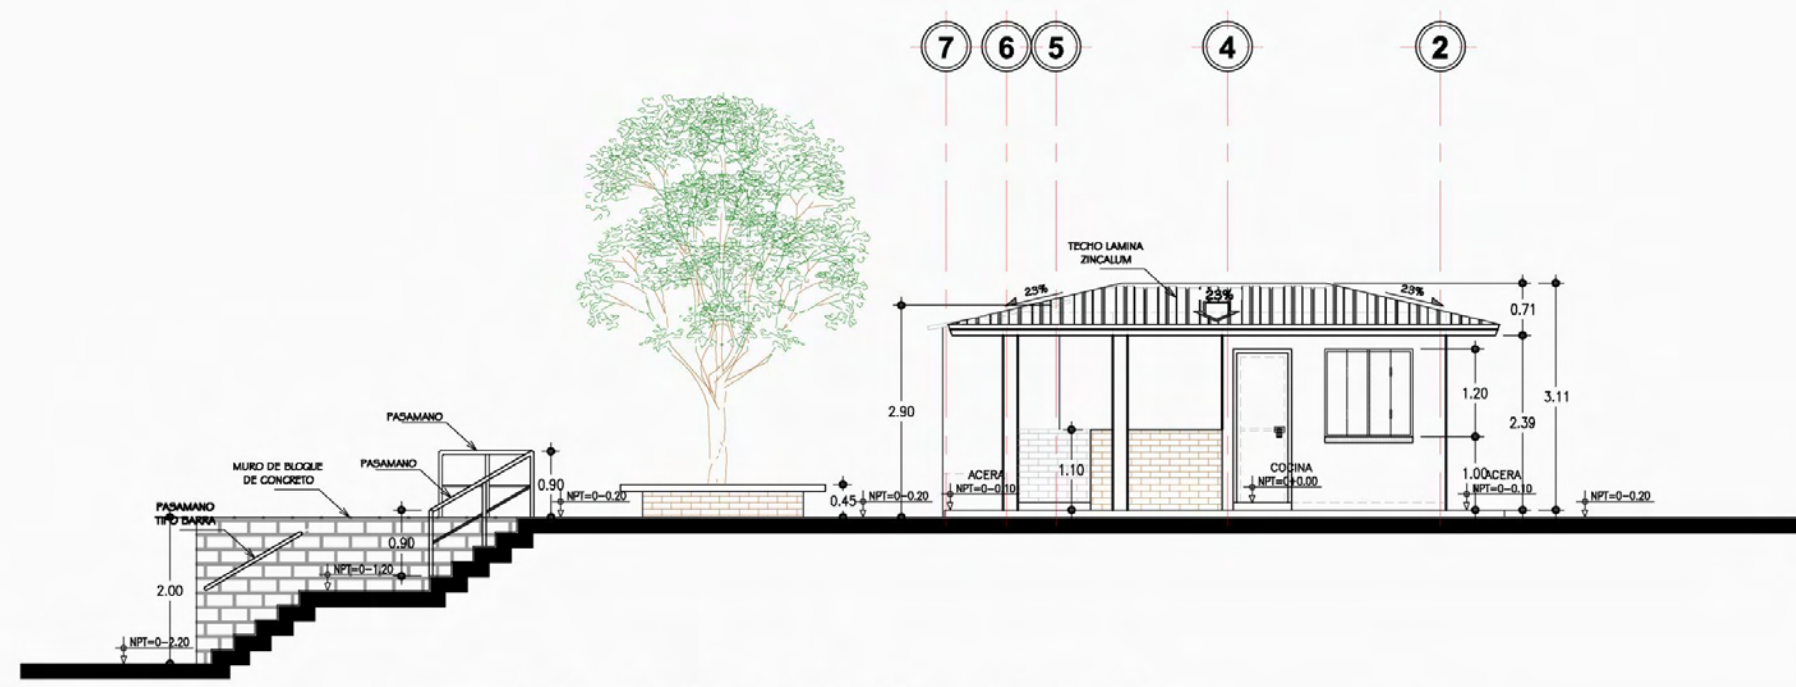 7
6
5
4
2
TECHO LAMINA
ZINCALUM
23%
23%
23%
0.71
2.90
1.20
2.39
3.11
1.10
1.00
ACERA
NPT=0-0.10
COCINA
NPT=0+0.00
ACERA
NPT=0-0.10
NPT=0-0.20
PASAMANO
PASAMANO
MURO DE BLOQUE
DE CONCRETO
PASAMANO
TIPO BARRA
0.90
NPT=0-0.20
0.45
NPT=0-0.20
0.90
NPT=0-1.20
2.00
NPT=0-2.20